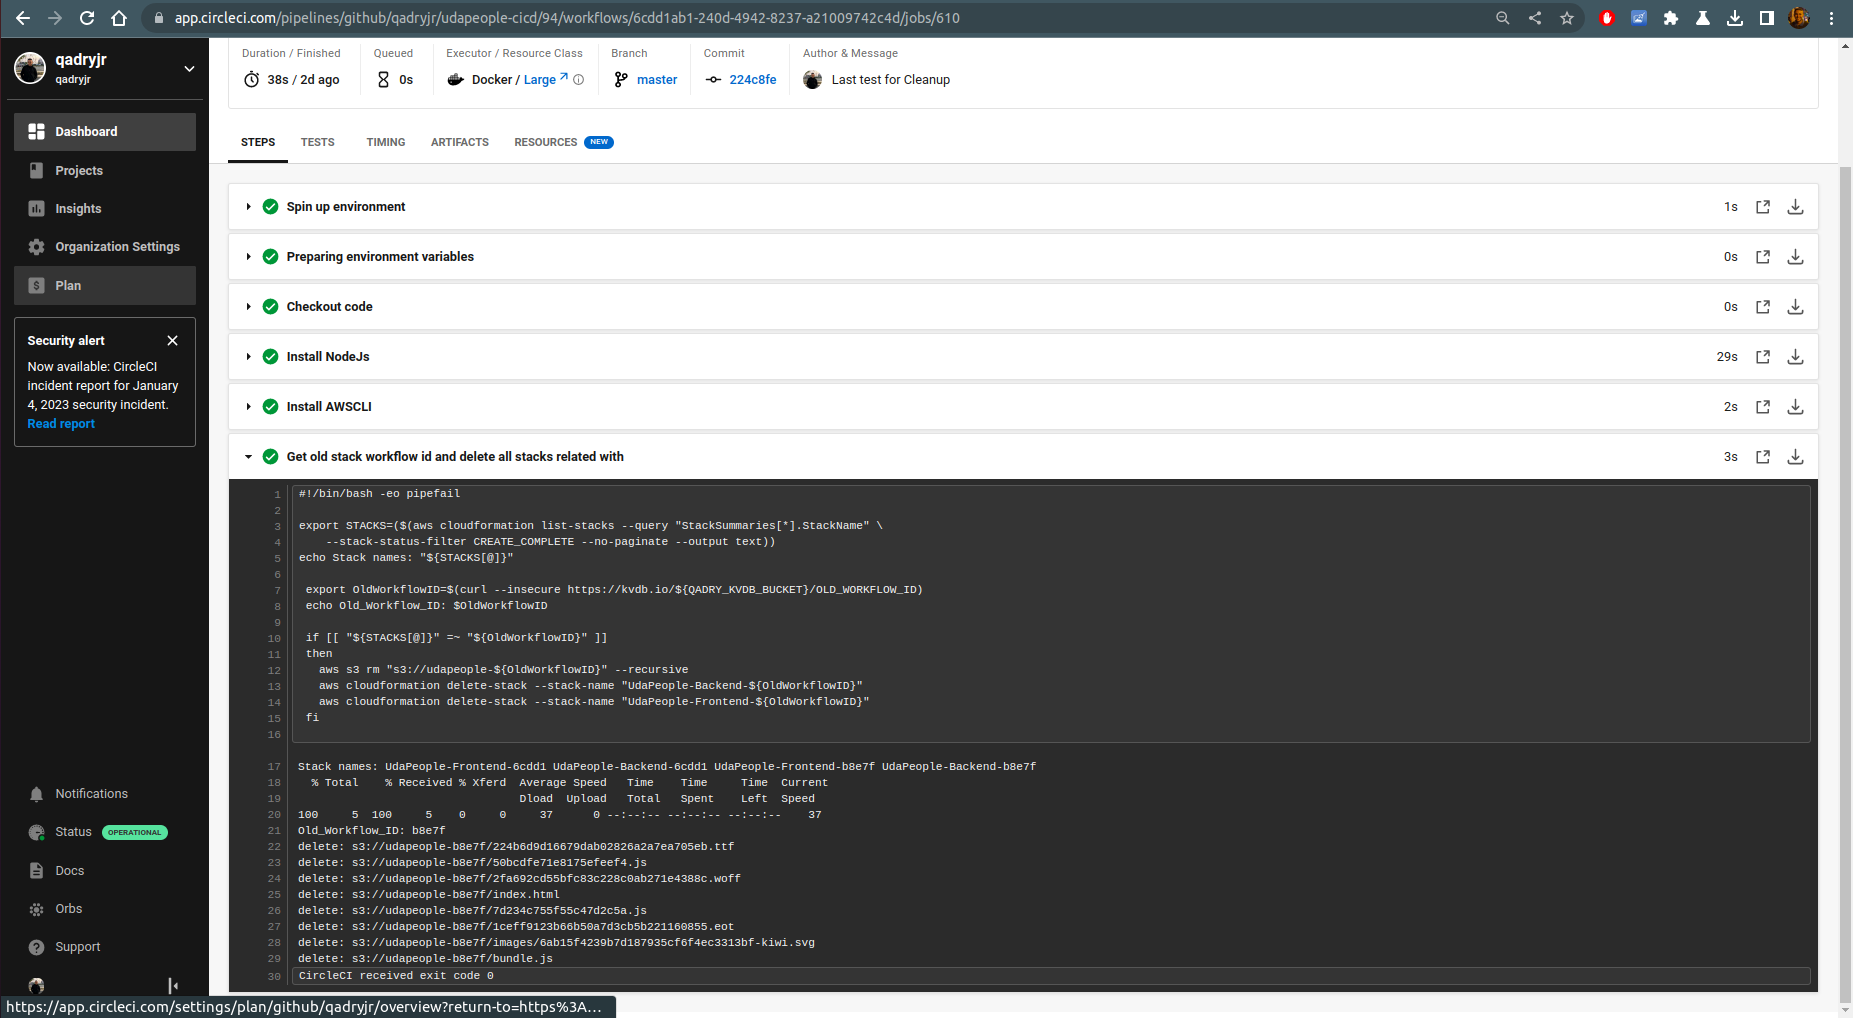 app.circleci.com/pipelines/github/qadryjr/udapeople-cicd/94/workflows/6cdd1ab1-240d-4942-8237-a21009742c4d/jobs/610
qadryjr
qadryjr
Dashboard
Projects
Insights
Organization Settings
Plan
Security alert
Now available: CircleCI
incident report for January
4, 2023 security incident.
Read report
Notifications
Status OPERATIONAL
Docs
Orbs
Support
Duration / Finished Queued Executor / Resource Class Branch Commit Author & Message
38s / 2d ago 0s Docker / Large master 224c8fe Last test for Cleanup
STEPS TESTS TIMING ARTIFACTS RESOURCES NEW
Spin up environment 1s
Preparing environment variables 0s
Checkout code 0s
Install NodeJs 29s
Install AWSCLI 2s
Get old stack workflow id and delete all stacks related with 3s
1 #!/bin/bash -eo pipefail
2
3 export STACKS=($(aws cloudformation list-stacks --query "StackSummaries[*].StackName" \
4 --stack-status-filter CREATE_COMPLETE --no-paginate --output text))
5 echo Stack names: "${STACKS[@]}"
6
7 export OldWorkflowID=$(curl --insecure https://kvdb.io/${QADRY_KVDB_BUCKET}/OLD_WORKFLOW_ID)
8 echo Old_Workflow_ID: $OldWorkflowID
9
10 if [[ "${STACKS[@]}" =~ "${OldWorkflowID}" ]]
11 then
12 aws s3 rm "s3://udapeople-${OldWorkflowID}" --recursive
13 aws cloudformation delete-stack --stack-name "UdaPeople-Backend-${OldWorkflowID}"
14 aws cloudformation delete-stack --stack-name "UdaPeople-Frontend-${OldWorkflowID}"
15 fi
16
17 Stack names: UdaPeople-Frontend-6cdd1 UdaPeople-Backend-6cdd1 UdaPeople-Frontend-b8e7f UdaPeople-Backend-b8e7f
18 % Total % Received % Xferd Average Speed Time Time Time Current
19 Dload Upload Total Spent Left Speed
20 100 5 100 5 0 0 37 0 --:--:-- --:--:-- --:--:-- 37
21 Old_Workflow_ID: b8e7f
22 delete: s3://udapeople-b8e7f/224b6d9d16679dab02826a2a7ea705eb.ttf
23 delete: s3://udapeople-b8e7f/50bcdfe71e8175efeef4.js
24 delete: s3://udapeople-b8e7f/2fa692cd55bfc83c228c0ab271e4388c.woff
25 delete: s3://udapeople-b8e7f/index.html
26 delete: s3://udapeople-b8e7f/7d234c755f55c47d2c5a.js
27 delete: s3://udapeople-b8e7f/1ceff9123b66b50a7d3cb5b221160855.eot
28 delete: s3://udapeople-b8e7f/images/6ab15f4239b7d187935cf6f4ec3313bf-kiwi.svg
29 delete: s3://udapeople-b8e7f/bundle.js
30 CircleCI received exit code 0
https://app.circleci.com/settings/plan/github/qadryjr/overview?return-to=https%3A...